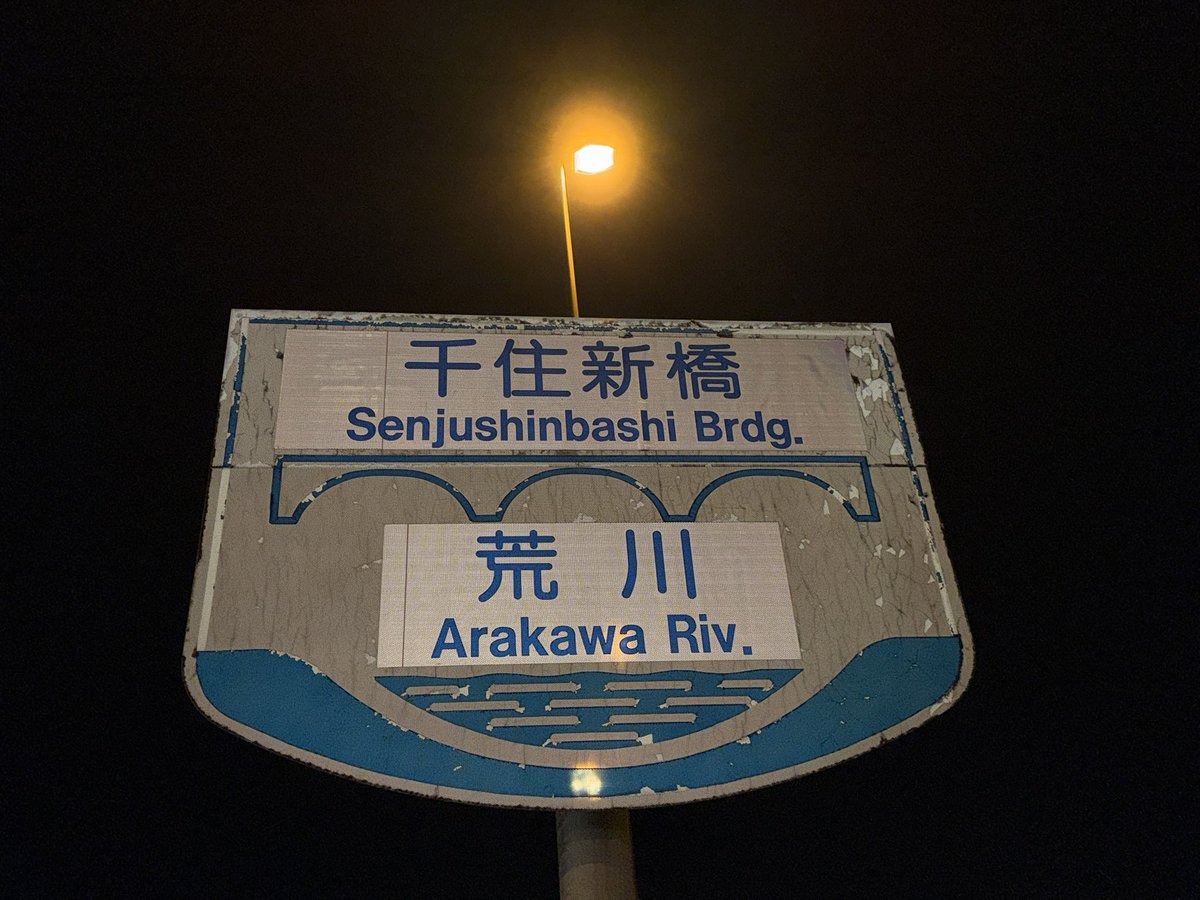 千住新橋
Senjushinbashi Brdg.
荒川
Arakawa Riv.